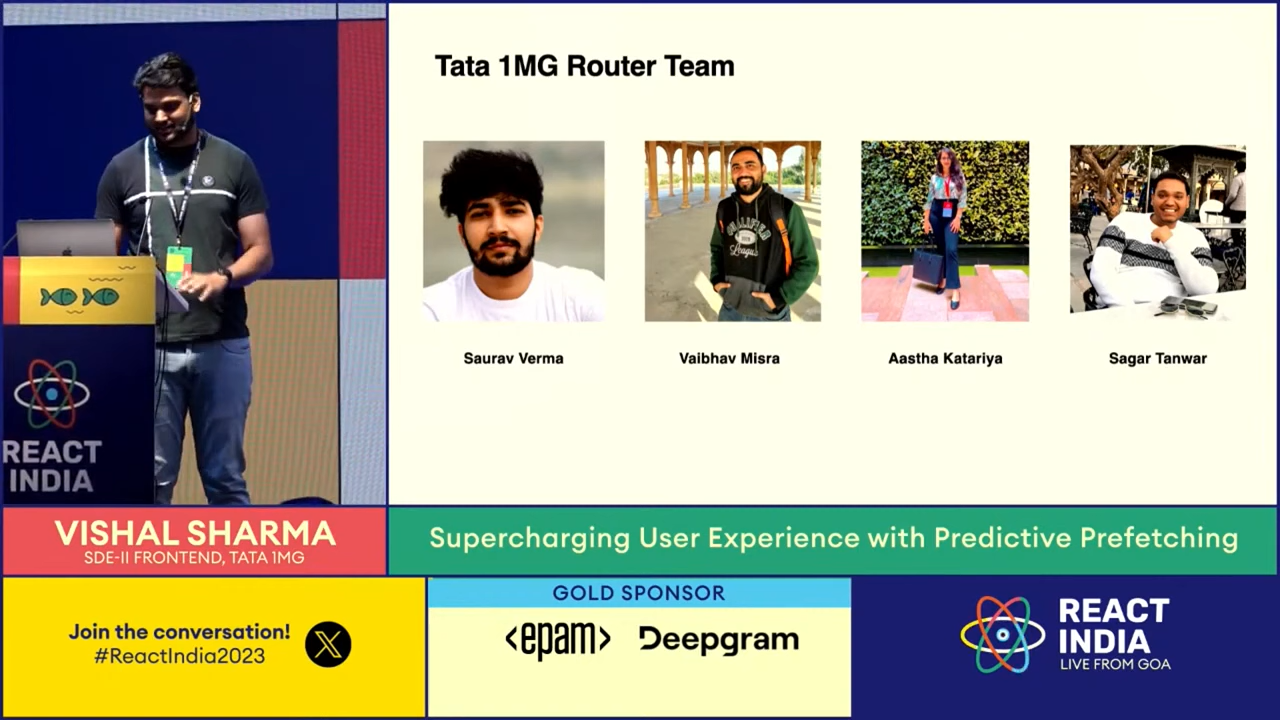 Tata 1MG Router Team
Saurav Verma
Vaibhav Misra
Aastha Katariya
Sagar Tanwar
REACT
INDIA
VISHAL SHARMA
SDE-II FRONTEND, TATA 1MG
Supercharging User Experience with Predictive Prefetching
Join the conversation!
#ReactIndia2023
GOLD SPONSOR
<epam>
Deepgram
REACT
INDIA
LIVE FROM GOA